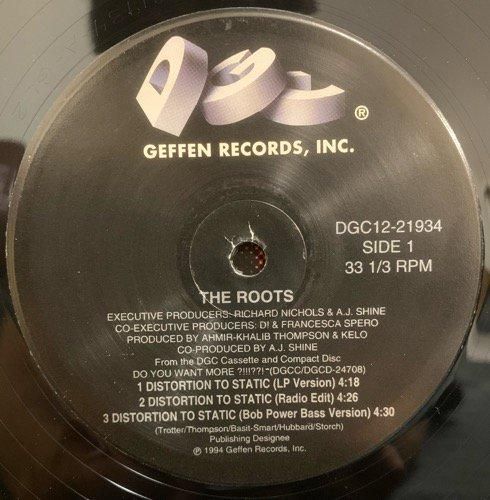 DGC
®
GEFFEN RECORDS, INC.
DGC12-21934
SIDE 1
33 1/3 RPM
THE ROOTS
EXECUTIVE PRODUCERS: RICHARD NICHOLS & A.J. SHINE
CO-EXECUTIVE PRODUCERS: D! & FRANCESCA SPERO
PRODUCED BY AHMIR-KHALIB THOMPSON & KELO
CO-PRODUCED BY A.J. SHINE
From the DGC Cassette and Compact Disc
DO YOU WANT MORE ?!!!??!~(DGCC/DGCD-24708)
1 DISTORTION TO STATIC (LP Version) 4:18
2 DISTORTION TO STATIC (Radio Edit) 4:26
3 DISTORTION TO STATIC (Bob Power Bass Version) 4:30
(Trotter/Thompson/Basit-Smart/Hubbard/Storch)
Publishing Designee
℗ 1994 Geffen Records, Inc.